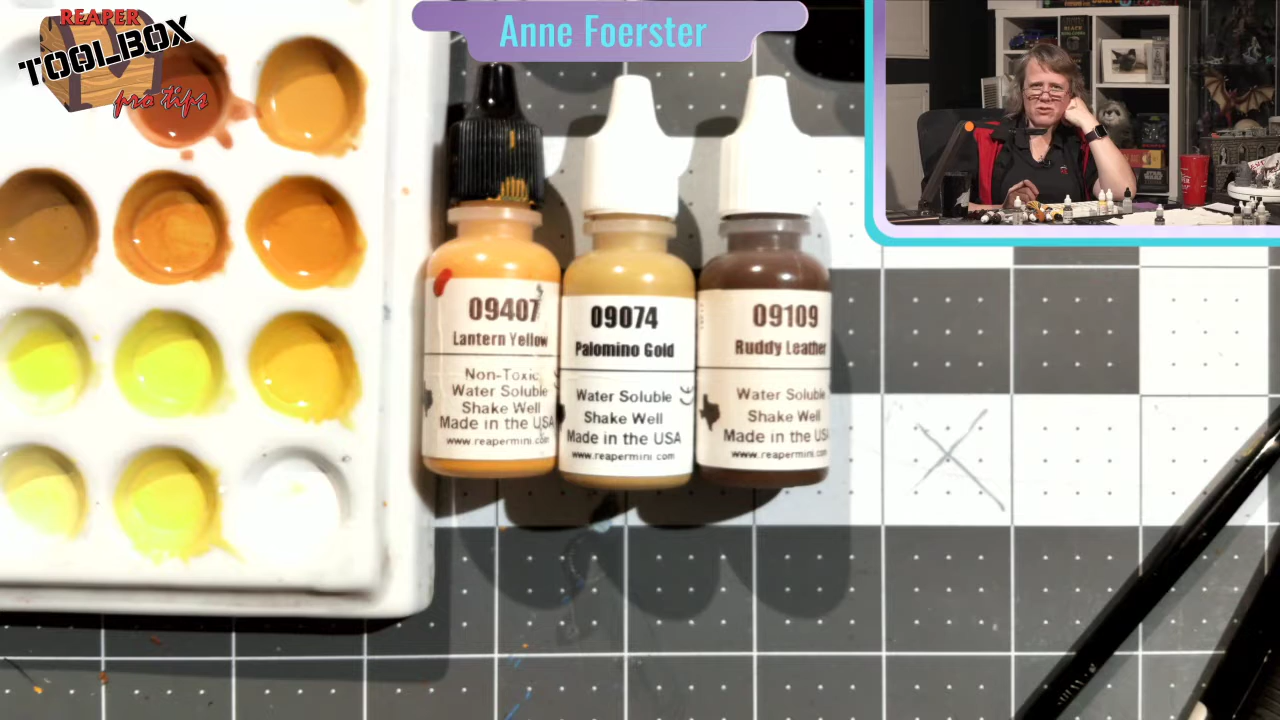 REAPER
TOOLBOX
pro tips
Anne Foerster
09407
Lantern Yellow
Non-Toxic
Water Soluble
Shake Well
Made in the USA
www.reapermini.com
09074
Palomino Gold
Water Soluble
Shake Well
Made in the USA
www.reapermini.com
09109
Ruddy Leather
Water Soluble
Shake Well
Made in the USA
www.reapermini.com
STAR
WARS